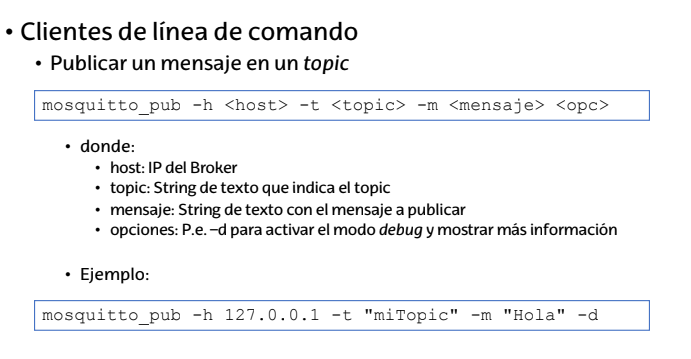 • Clientes de línea de comando
• Publicar un mensaje en un topic
mosquitto_pub -h <host> -t <topic> -m <mensaje> <opc>
• donde:
• host: IP del Broker
• topic: String de texto que indica el topic
• mensaje: String de texto con el mensaje a publicar
• opciones: P.e. –d para activar el modo debug y mostrar más información
• Ejemplo:
mosquitto_pub -h 127.0.0.1 -t "miTopic" -m "Hola" -d